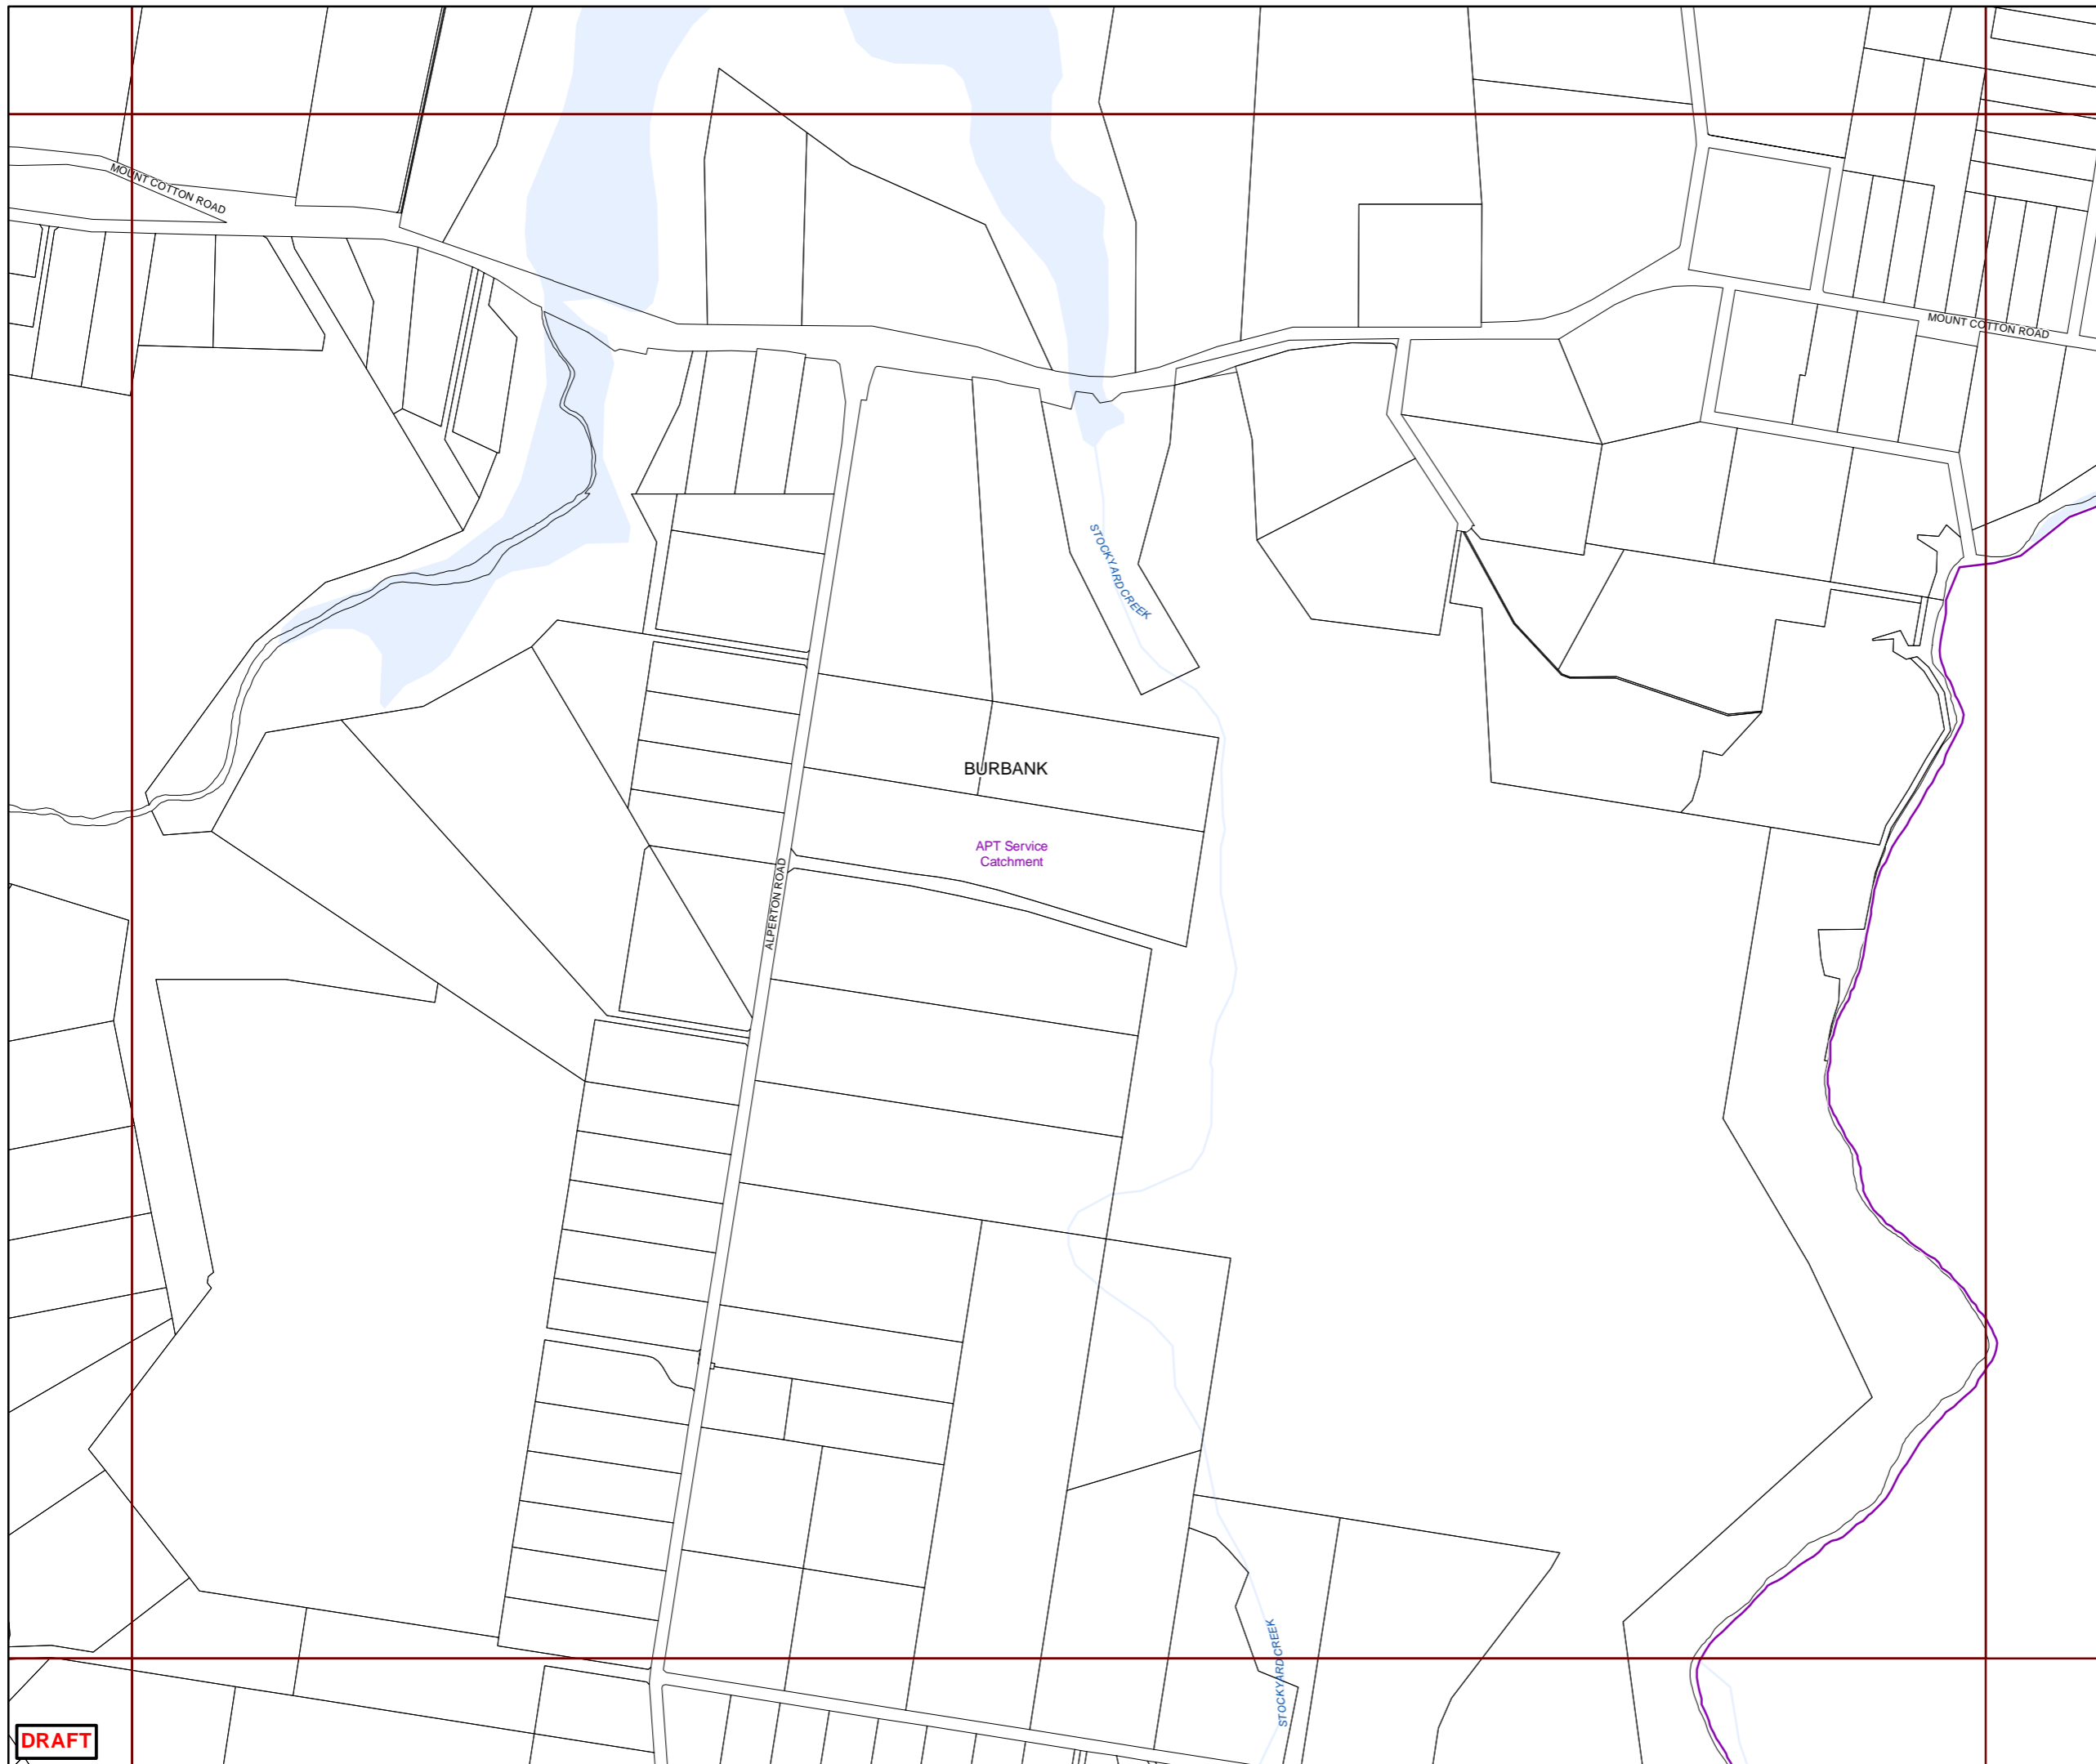 MOUNT COTTON ROAD
MOUNT COTTON ROAD
STOCKYARD CREEK
BURBANK
APT Service
Catchment
ALPERTON ROAD
STOCKYARD CREEK
DRAFT